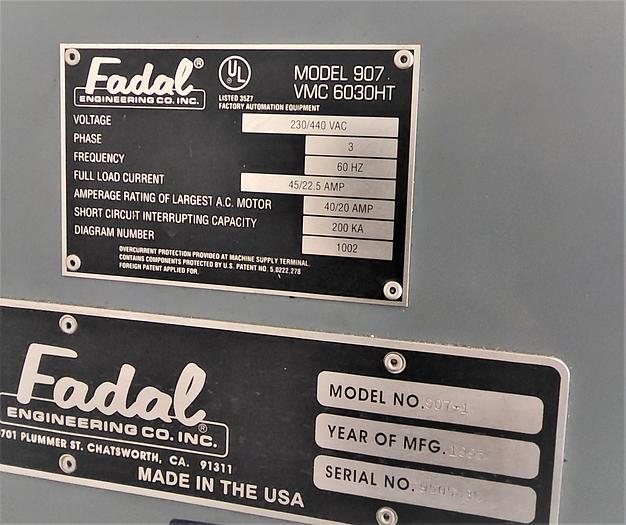 Fadal®
ENGINEERING CO. INC.
UL
LISTED 35Z7
FACTORY AUTOMATION EQUIPMENT
MODEL 907
VMC 6030HT
VOLTAGE 230/440 VAC
PHASE 3
FREQUENCY 60 HZ
FULL LOAD CURRENT 45/22.5 AMP
AMPERAGE RATING OF LARGEST A.C. MOTOR 40/20 AMP
SHORT CIRCUIT INTERRUPTING CAPACITY 200 KA
DIAGRAM NUMBER 1002
OVERCURRENT PROTECTION PROVIDED AT MACHINE SUPPLY TERMINAL.
CONTAINS COMPONENTS PROTECTED BY U.S. PATENT NO. 5,0222,278
FOREIGN PATENT APPLIED FOR.
Fadal®
ENGINEERING CO. INC.
701 PLUMMER ST. CHATSWORTH, CA. 91311
MADE IN THE USA
MODEL NO. 907-1
YEAR OF MFG.
SERIAL NO.